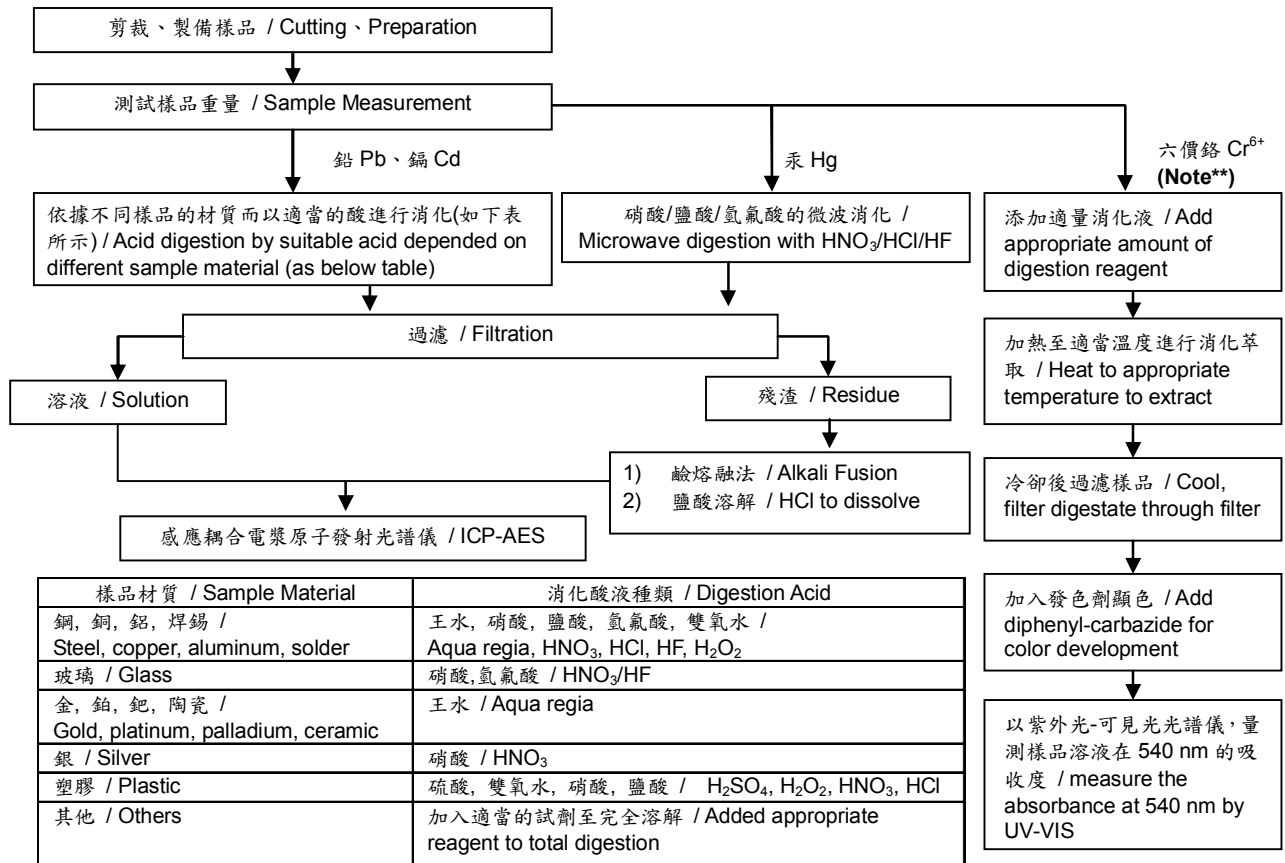 剪裁、製備樣品 / Cutting、Preparation
測試樣品重量 / Sample Measurement
鉛 Pb、鎘 Cd
汞 Hg
六價鉻 Cr⁶⁺
(Note**)
依據不同樣品的材質而以適當的酸進行消化(如下表
所示) / Acid digestion by suitable acid depended on
different sample material (as below table)
硝酸/鹽酸/氫氟酸的微波消化 /
Microwave digestion with HNO₃/HCl/HF
添加適量消化液 / Add
appropriate amount of
digestion reagent
過濾 / Filtration
加熱至適當溫度進行消化萃
取 / Heat to appropriate
temperature to extract
溶液 / Solution
殘渣 / Residue
1) 鹼熔融法 / Alkali Fusion
2) 鹽酸溶解 / HCl to dissolve
冷卻後過濾樣品 / Cool,
filter digestate through filter
感應耦合電漿原子發射光譜儀 / ICP-AES
加入發色劑顯色 / Add
diphenyl-carbazide for
color development
以紫外光-可見光光譜儀，量
測樣品溶液在 540 nm 的吸
收度 / measure the
absorbance at 540 nm by
UV-VIS
樣品材質 / Sample Material
消化酸液種類 / Digestion Acid
鋼, 銅, 鋁, 焊錫 /
Steel, copper, aluminum, solder
王水, 硝酸, 鹽酸, 氫氟酸, 雙氧水 /
Aqua regia, HNO₃, HCl, HF, H₂O₂
玻璃 / Glass
硝酸,氫氟酸 / HNO₃/HF
金, 鉑, 鈀, 陶瓷 /
Gold, platinum, palladium, ceramic
王水 / Aqua regia
銀 / Silver
硝酸 / HNO₃
塑膠 / Plastic
硫酸, 雙氧水, 硝酸, 鹽酸 / H₂SO₄, H₂O₂, HNO₃, HCl
其他 / Others
加入適當的試劑至完全溶解 / Added appropriate
reagent to total digestion